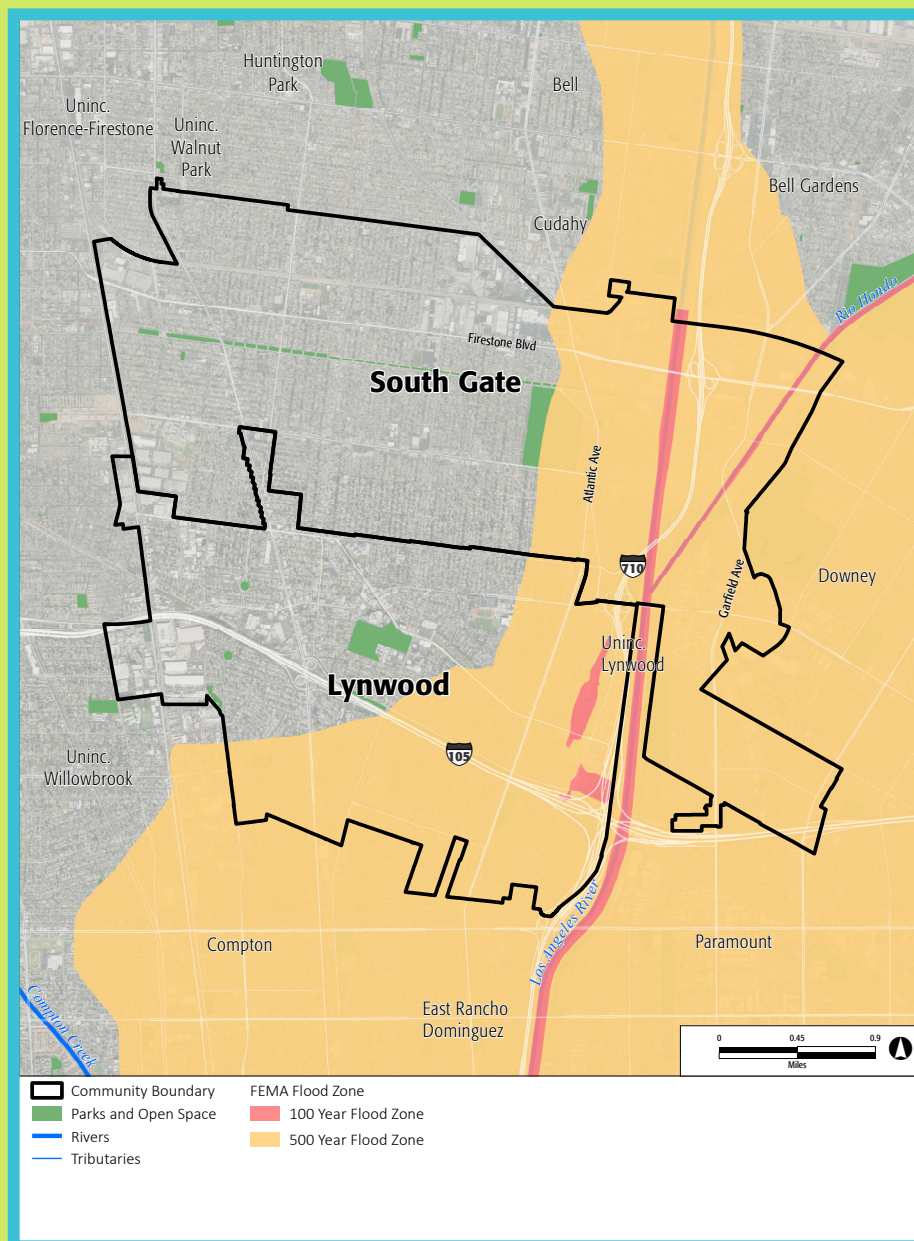 Huntington
Park
Bell
Uninc.
Florence-Firestone
Uninc.
Walnut
Park
Bell Gardens
Cudahy
Rio Hondo
Firestone Blvd
South Gate
Atlantic Ave
710
Garfield Ave
Downey
Uninc.
Lynwood
Lynwood
105
Uninc.
Willowbrook
Los Angeles River
Compton
Paramount
Compton Creek
East Rancho
Dominguez
0 0.45 0.9
Miles
Community Boundary
Parks and Open Space
Rivers
Tributaries
FEMA Flood Zone
100 Year Flood Zone
500 Year Flood Zone